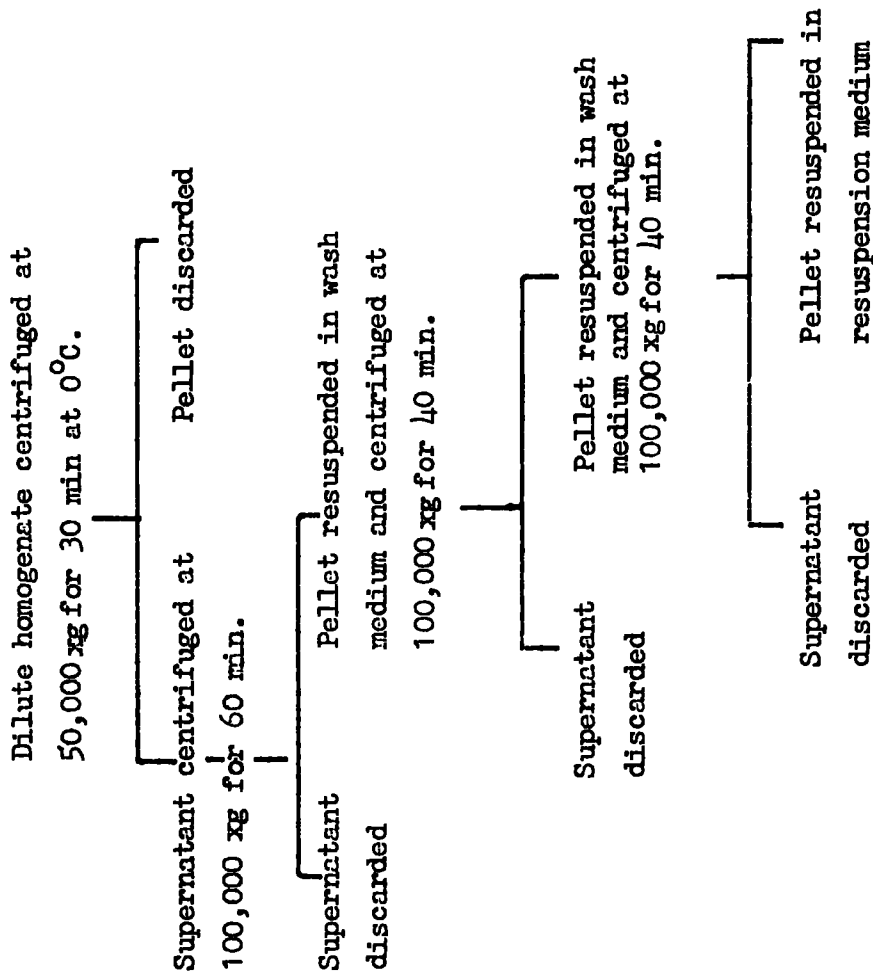 Dilute homogenate centrifuged at
50,000 xg for 30 min at 0°C.
Supernatant centrifuged at
100,000 xg for 60 min.
Pellet discarded
Supernatant
discarded
Pellet resuspended in wash
medium and centrifuged at
100,000 xg for 40 min.
Supernatant
discarded
Pellet resuspended in wash
medium and centrifuged at
100,000 xg for 40 min.
Supernatant
discarded
Pellet resuspended in
resuspension medium